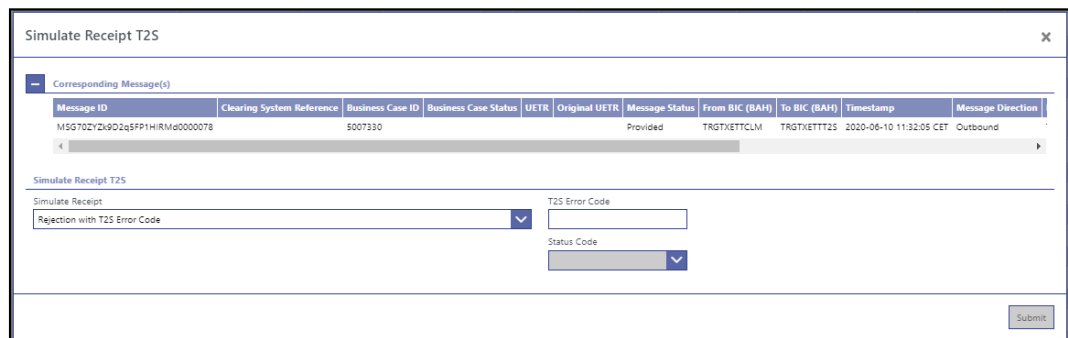 Simulate Receipt T2S
Corresponding Message(s)
Message ID Clearing System Reference Business Case ID Business Case Status UETR Original UETR Message Status From BIC (BAH) To BIC (BAH) Timestamp Message Direction
MSG70ZYZk9D2q5FP1HIRMd0000078 5007330 Provided TRGTXETTCLM TRGTXETTT2S 2020-06-10 11:32:05 CET Outbound
Simulate Receipt T2S
Simulate Receipt T2S Error Code
Rejection with T2S Error Code
Status Code
Submit